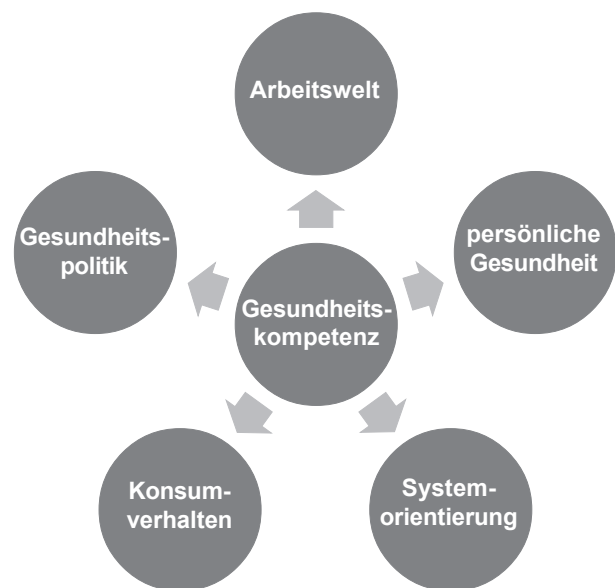 Arbeitswelt
Gesundheits-
politik
persönliche
Gesundheit
Gesundheits-
kompetenz
Konsum-
verhalten
System-
orientierung